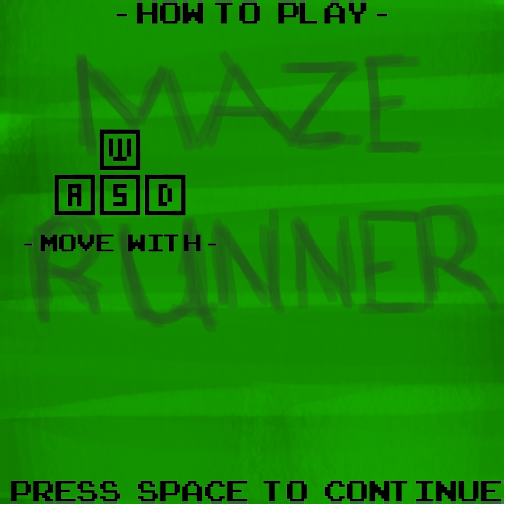 - HOW TO PLAY -
MAZE
W
A S D
- MOVE WITH -
RUNNER
PRESS SPACE TO CONTINUE